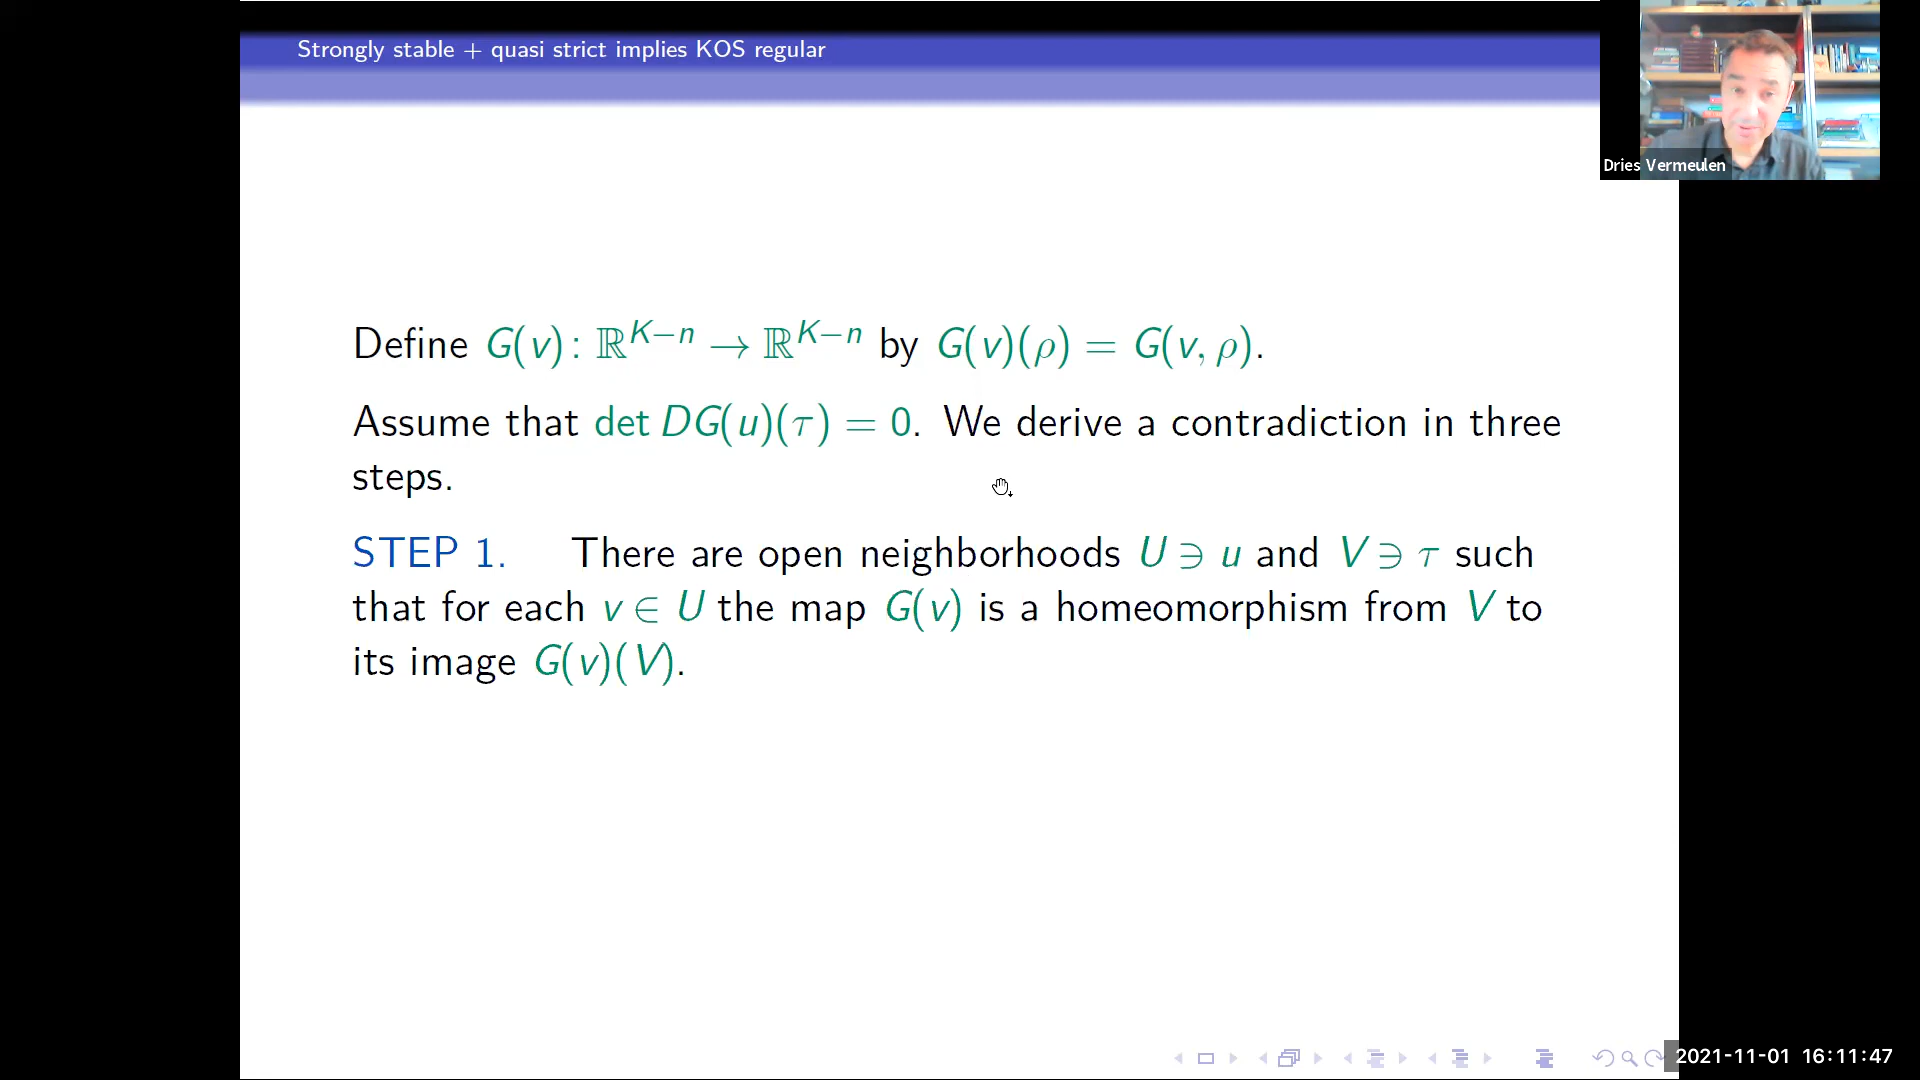 Strongly stable + quasi strict implies KOS regular
Dries Vermeulen
Define G(v): ℝ^{K−n} → ℝ^{K−n} by G(v)(ρ) = G(v, ρ).
Assume that det DG(u)(τ) = 0. We derive a contradiction in three
steps.
STEP 1. There are open neighborhoods U ∋ u and V ∋ τ such
that for each v ∈ U the map G(v) is a homeomorphism from V to
its image G(v)(V).
2021-11-01 16:11:47